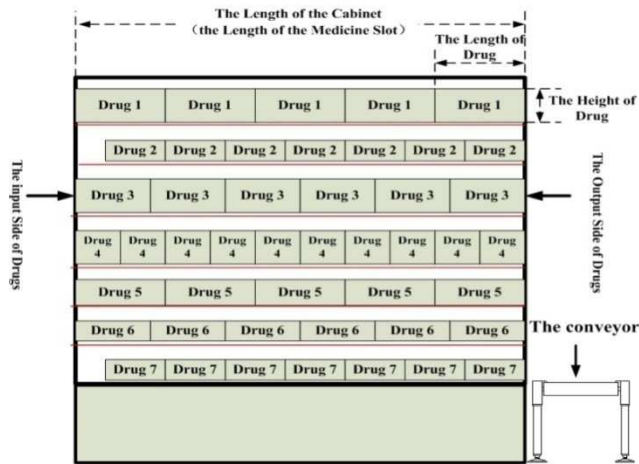 The Length of the Cabinet
(the Length of the Medicine Slot)
The Length of
Drug
Drug 1 Drug 1 Drug 1 Drug 1 Drug 1
The Height of
Drug
Drug 2 Drug 2 Drug 2 Drug 2 Drug 2 Drug 2 Drug 2
The input Side of Drugs
Drug 3 Drug 3 Drug 3 Drug 3 Drug 3 Drug 3
The Output Side of Drugs
Drug Drug Drug Drug Drug Drug Drug Drug Drug Drug
4 4 4 4 4 4 4 4 4 4
Drug 5 Drug 5 Drug 5 Drug 5 Drug 5
Drug 6 Drug 6 Drug 6 Drug 6 Drug 6 Drug 6
The conveyor
Drug 7 Drug 7 Drug 7 Drug 7 Drug 7 Drug 7 Drug 7